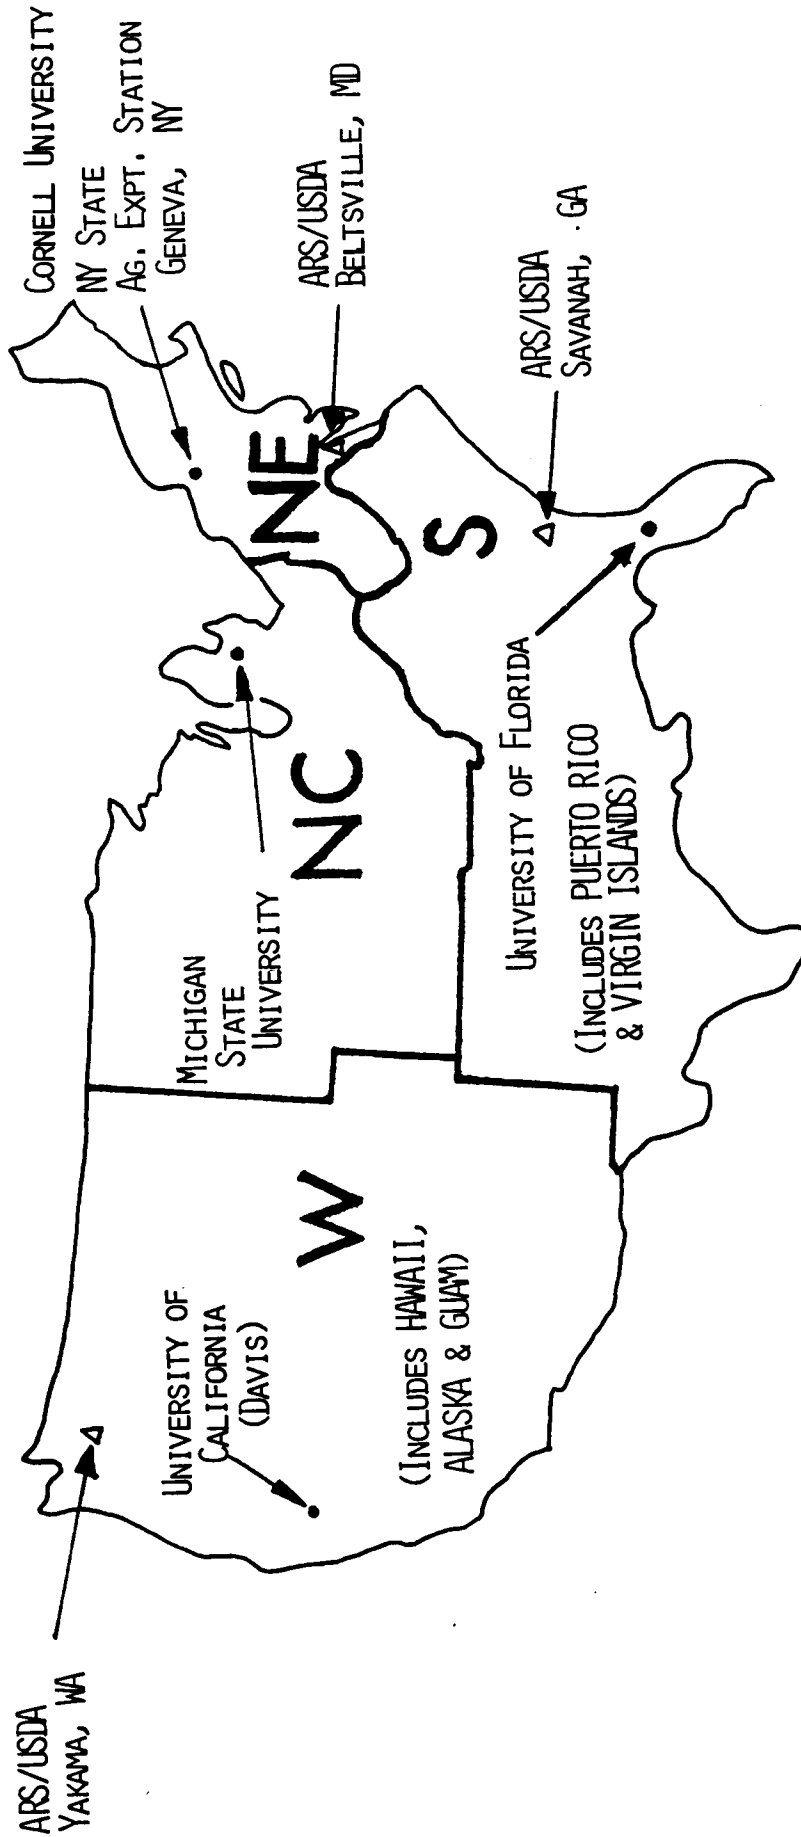 ARS/USDA
YAKAMA, WA
UNIVERSITY OF
CALIFORNIA
(DAVIS)
W
(INCLUDES HAWAII,
ALASKA & GUAM)
MICHIGAN
STATE
UNIVERSITY
NC
CORNELL UNIVERSITY
NY STATE
AG. EXPT. STATION
GENEVA, NY
NE
ARS/USDA
BELTSVILLE, MD
S
ARS/USDA
SAVANAH, GA
UNIVERSITY OF FLORIDA
(INCLUDES PUERTO RICO
& VIRGIN ISLANDS)